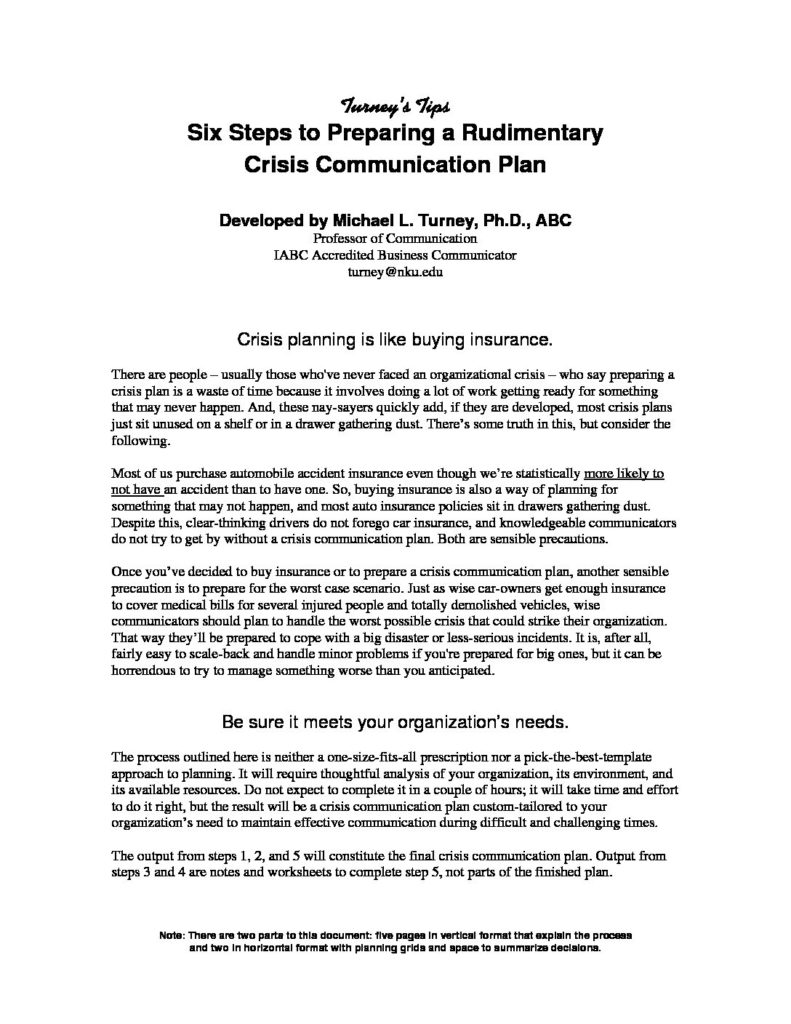 Turney's Tips
Six Steps to Preparing a Rudimentary
Crisis Communication Plan
Developed by Michael L. Turney, Ph.D., ABC
Professor of Communication
IABC Accredited Business Communicator
turney@nku.edu
Crisis planning is like buying insurance.
There are people – usually those who've never faced an organizational crisis – who say preparing a
crisis plan is a waste of time because it involves doing a lot of work getting ready for something
that may never happen. And, these nay-sayers quickly add, if they are developed, most crisis plans
just sit unused on a shelf or in a drawer gathering dust. There's some truth in this, but consider the
following.
Most of us purchase automobile accident insurance even though we're statistically more likely to
not have an accident than to have one. So, buying insurance is also a way of planning for
something that may not happen, and most auto insurance policies sit in drawers gathering dust.
Despite this, clear-thinking drivers do not forego car insurance, and knowledgeable communicators
do not try to get by without a crisis communication plan. Both are sensible precautions.
Once you've decided to buy insurance or to prepare a crisis communication plan, another sensible
precaution is to prepare for the worst case scenario. Just as wise car-owners get enough insurance
to cover medical bills for several injured people and totally demolished vehicles, wise
communicators should plan to handle the worst possible crisis that could strike their organization.
That way they'll be prepared to cope with a big disaster or less-serious incidents. It is, after all,
fairly easy to scale-back and handle minor problems if you're prepared for big ones, but it can be
horrendous to try to manage something worse than you anticipated.
Be sure it meets your organization's needs.
The process outlined here is neither a one-size-fits-all prescription nor a pick-the-best-template
approach to planning. It will require thoughtful analysis of your organization, its environment, and
its available resources. Do not expect to complete it in a couple of hours; it will take time and effort
to do it right, but the result will be a crisis communication plan custom-tailored to your
organization's need to maintain effective communication during difficult and challenging times.
The output from steps 1, 2, and 5 will constitute the final crisis communication plan. Output from
steps 3 and 4 are notes and worksheets to complete step 5, not parts of the finished plan.
Note: There are two parts to this document: five pages in vertical format that explain the process
and two in horizontal format with planning grids and space to summarize decisions.